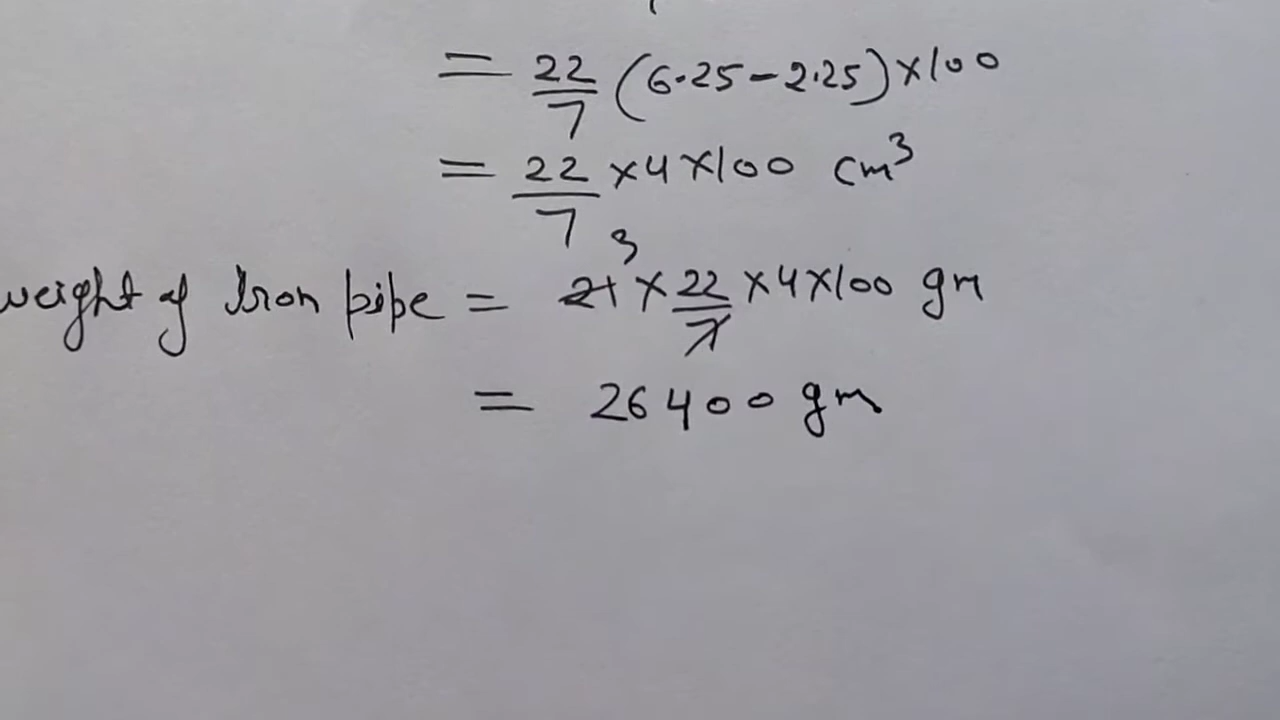 = 22/7 (6.25-2.25)×100
= 22/7 ×4×100 cm³
weight of Iron pipe = 21 3 × 22/7 ×4×100 gm
= 26400 gm